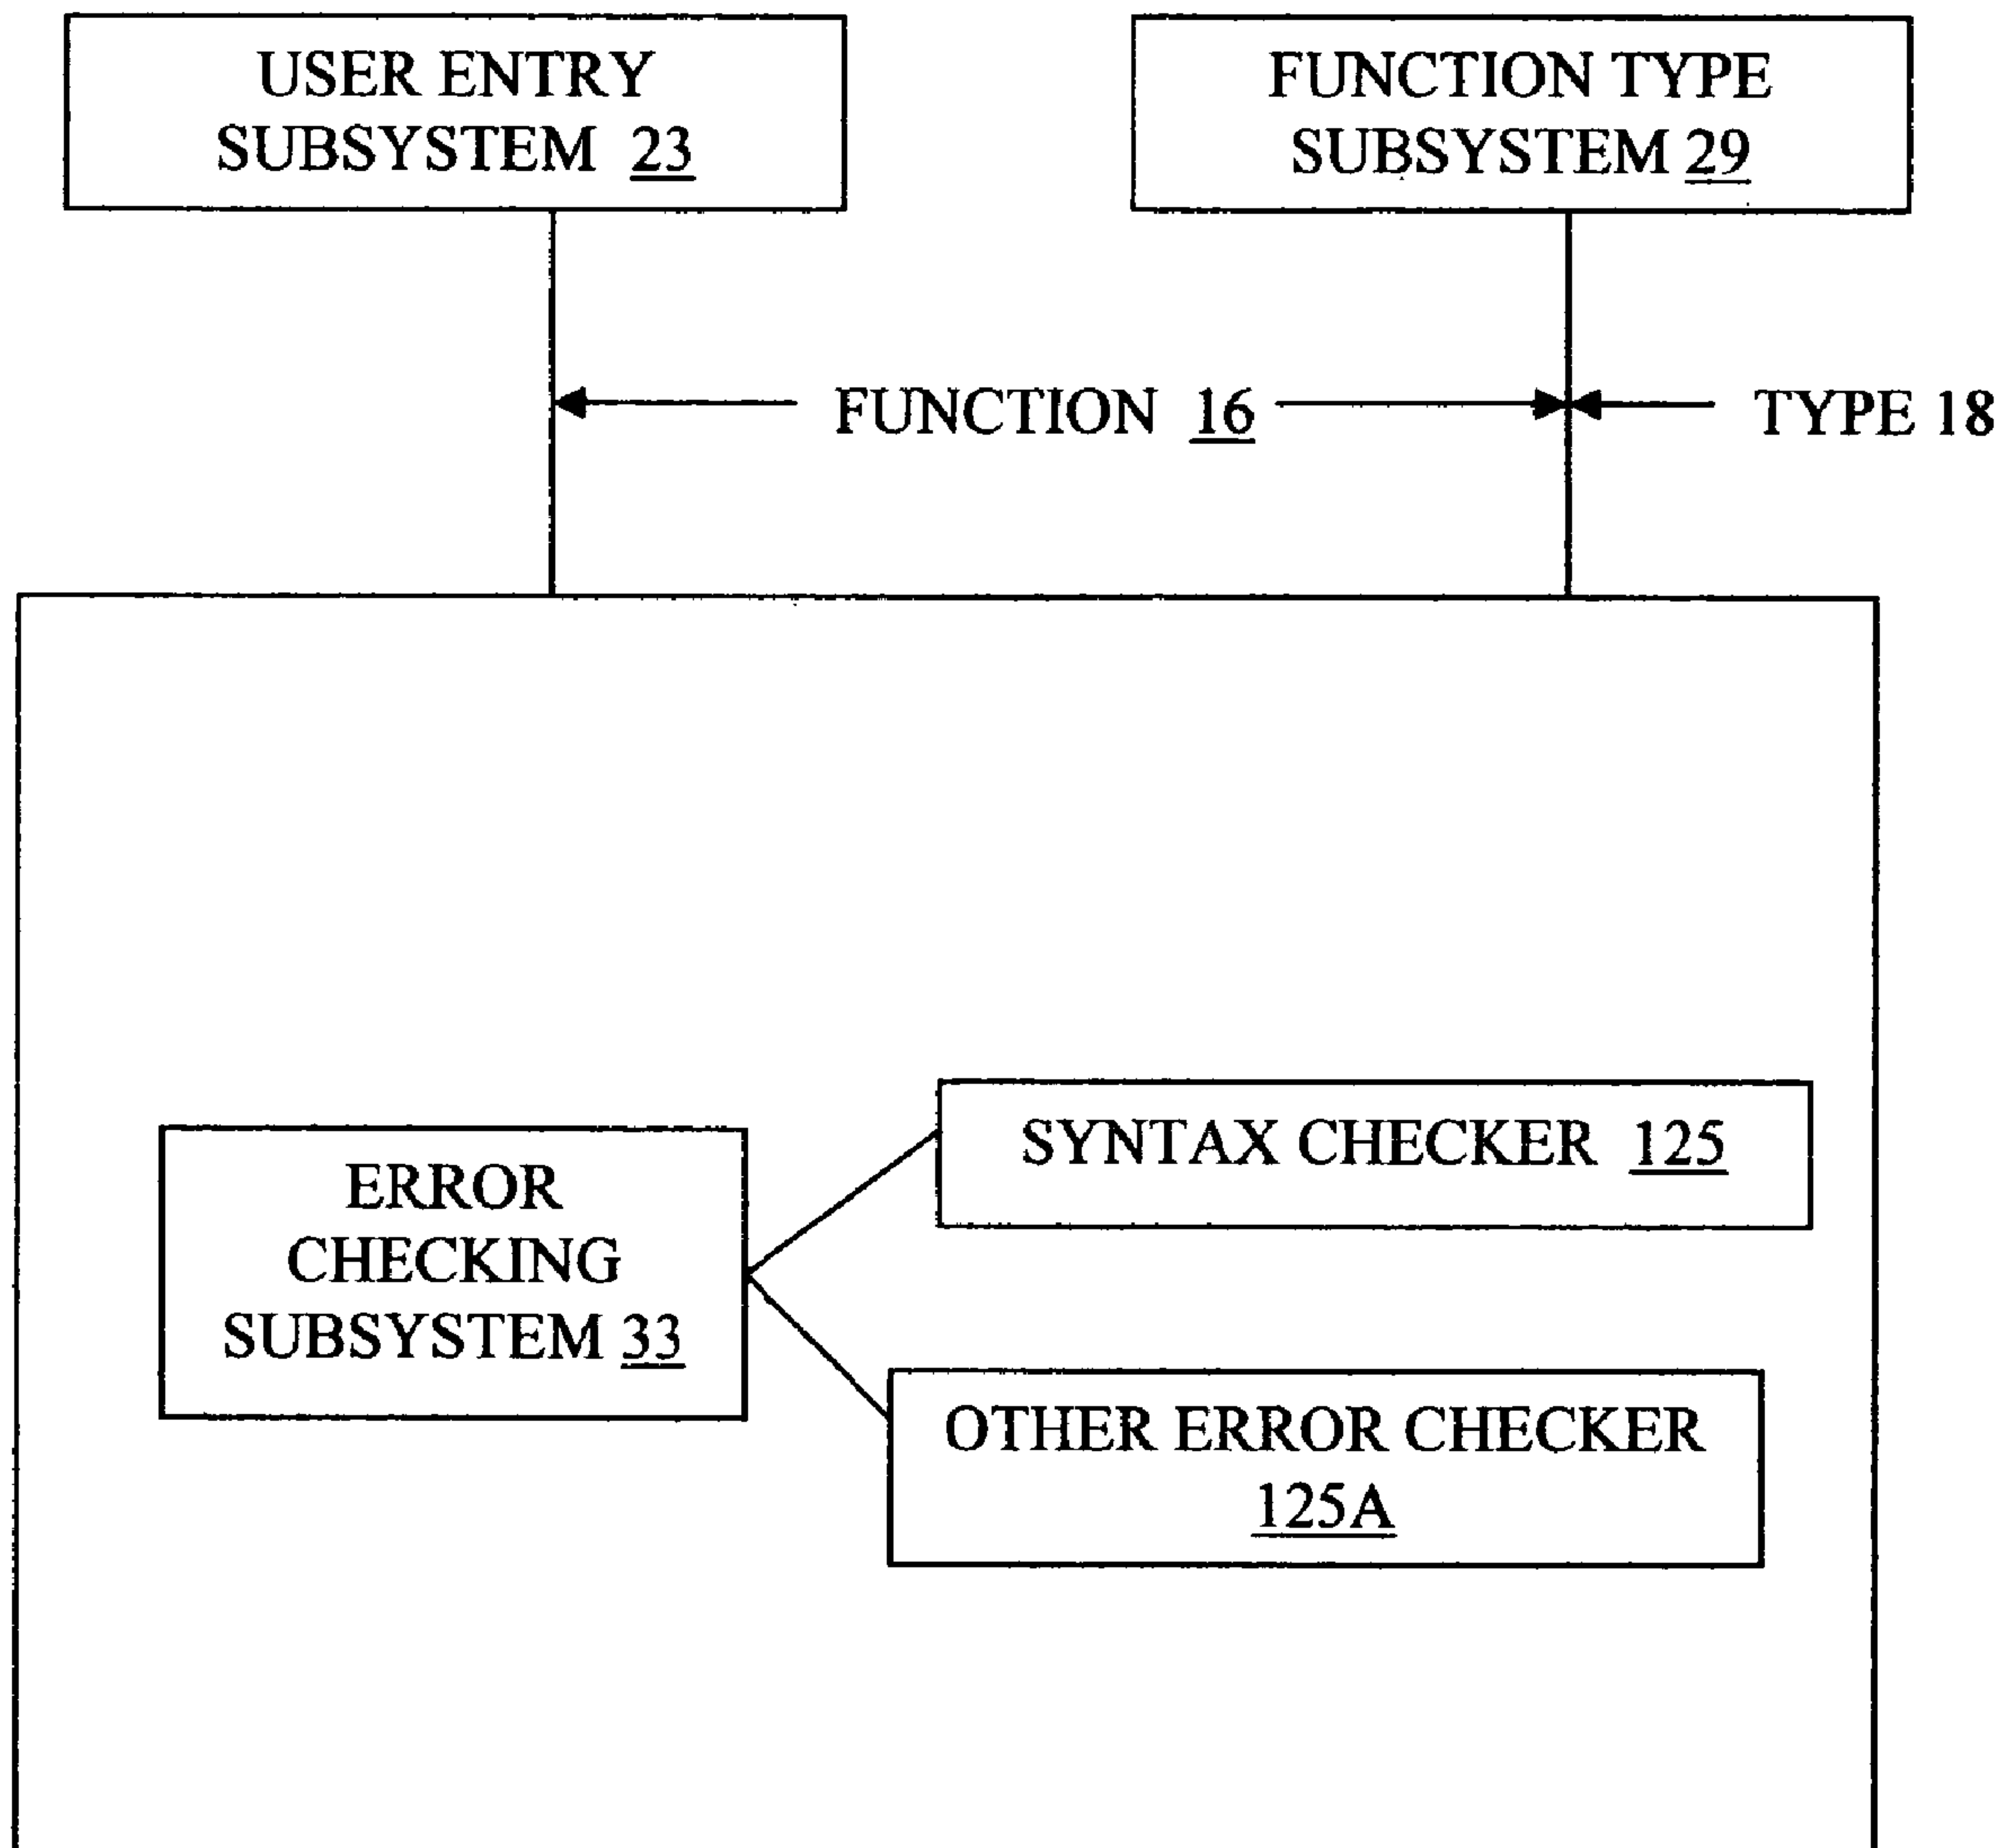 USER ENTRY
SUBSYSTEM 23
FUNCTION TYPE
SUBSYSTEM 29
FUNCTION 16
TYPE 18
ERROR
CHECKING
SUBSYSTEM 33
SYNTAX CHECKER 125
OTHER ERROR CHECKER
125A